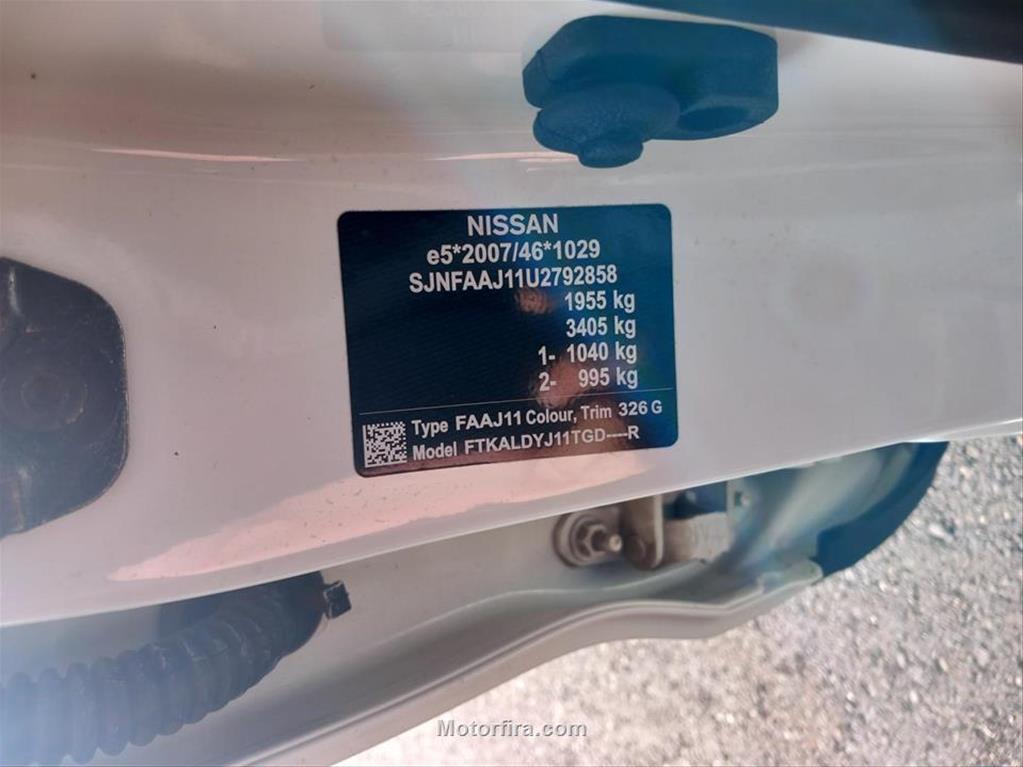 NISSAN
e5*2007/46*1029
SJNFAAJ11U2792858
1955 kg
3405 kg
1- 1040 kg
2- 995 kg
Type FAAJ11 Colour, Trim 326 G
Model FTKALDYJ11TGD----R
Motorfira.com